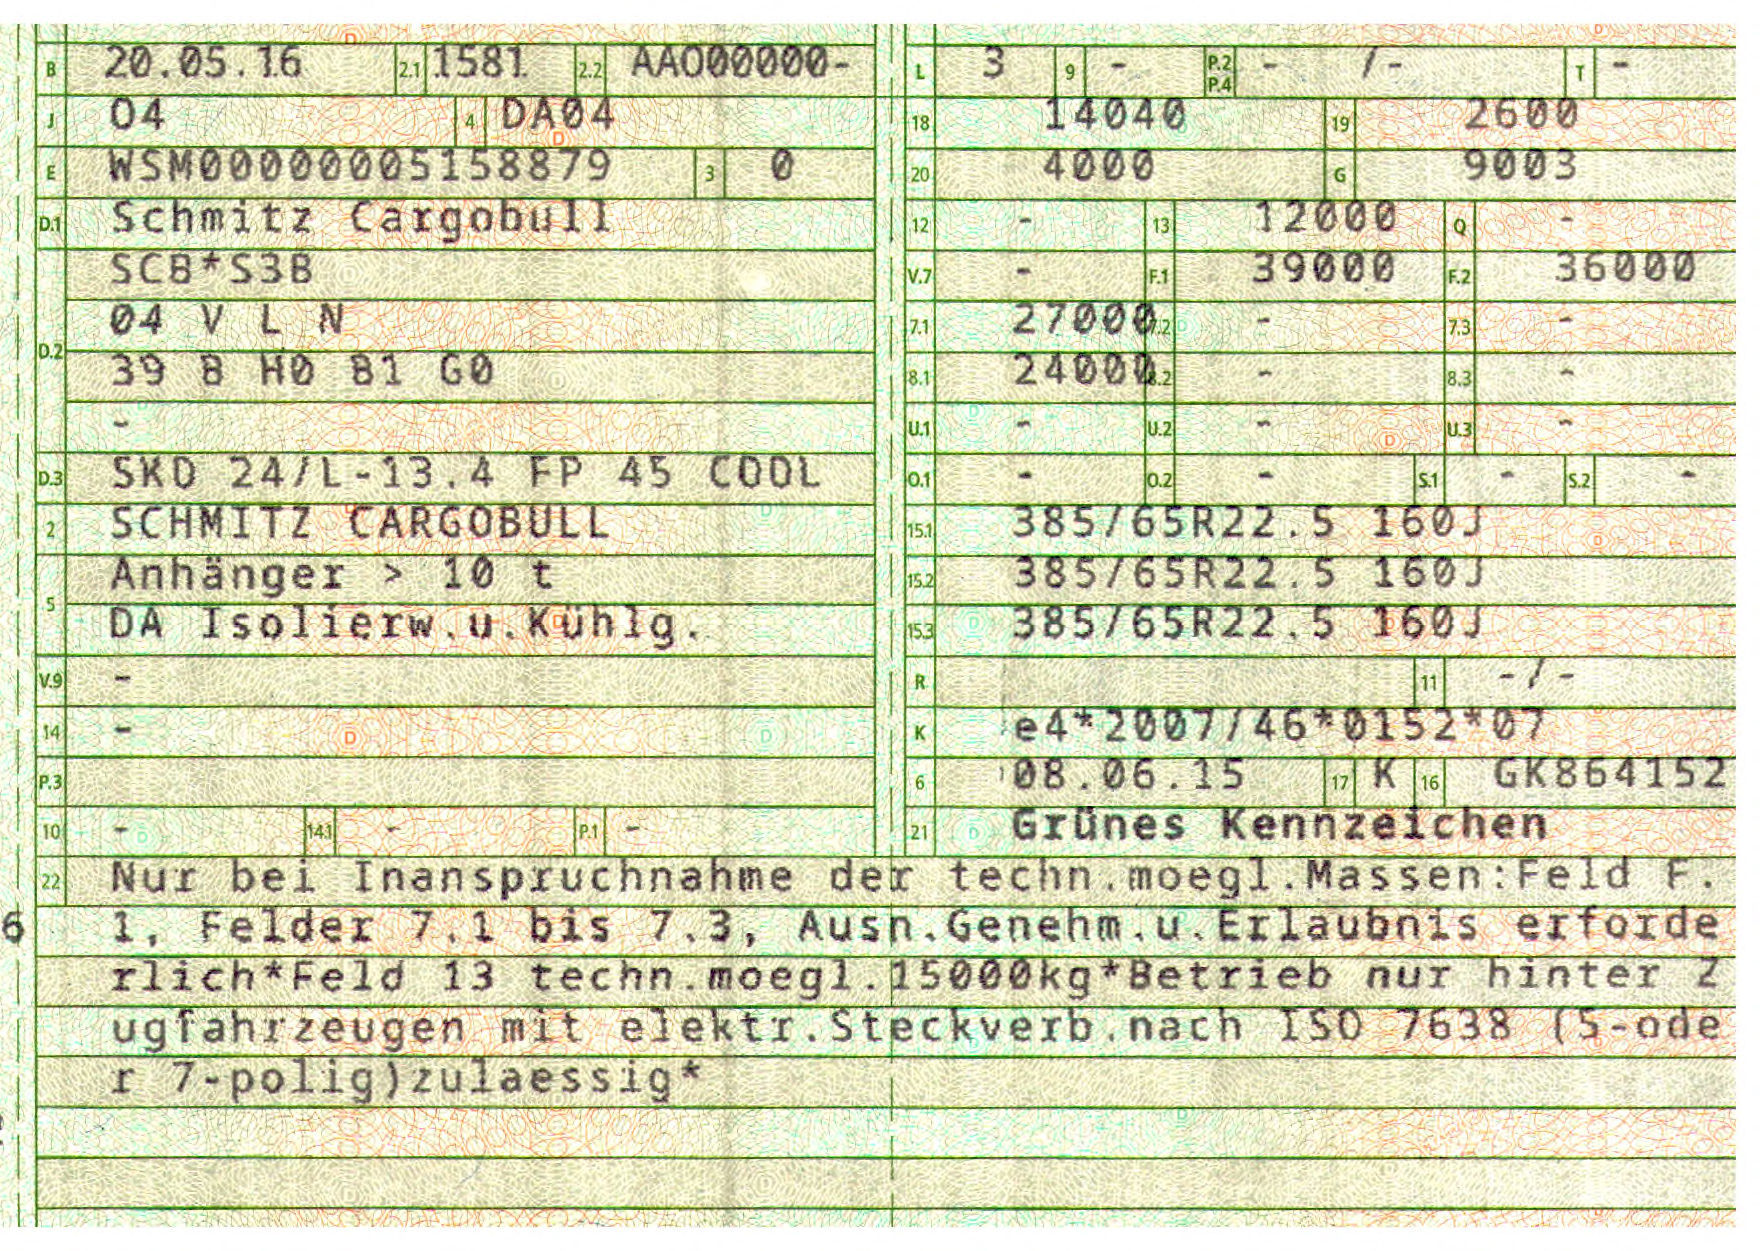 B 20.05.16 2.1 1581 2.2 AAO00000-
J 04 4 DA04
E WSM00000005158879 3 0
D.1 Schmitz Cargobull
SCB*S3B
04 V L N
D.2 39 B H0 B1 G0
-
D.3 SKO 24/L-13.4 FP 45 COOL
2 SCHMITZ CARGOBULL
Anhänger > 10 t
5 DA Isolierw.u.Kühlg.
V.9 -
14 -
P.3
10 - 14.1 - P.1 -
L 3 9 - P.2 P.4 - /- T -
18 14040 19 2600
20 4000 G 9003
12 - 13 12000 Q -
V.7 - F.1 39000 F.2 36000
7.1 27000 7.2 - 7.3 -
8.1 24000 8.2 - 8.3 -
U.1 - U.2 - U.3 -
O.1 - O.2 - S.1 - S.2 -
15.1 385/65R22.5 160J
15.2 385/65R22.5 160J
15.3 385/65R22.5 160J
R 11 -/-
K e4*2007/46*0152*07
6 08.06.15 17 K 16 GK864152
21 Grünes Kennzeichen
22 Nur bei Inanspruchnahme der techn.moegl.Massen:Feld F.
6 1, Felder 7.1 bis 7.3, Ausn.Genehm.u.Erlaubnis erforde
rlich*Feld 13 techn.moegl.15000kg*Betrieb nur hinter Z
ugfahrzeugen mit elektr.Steckverb.nach ISO 7638 (5-ode
r 7-polig)zulaessig*